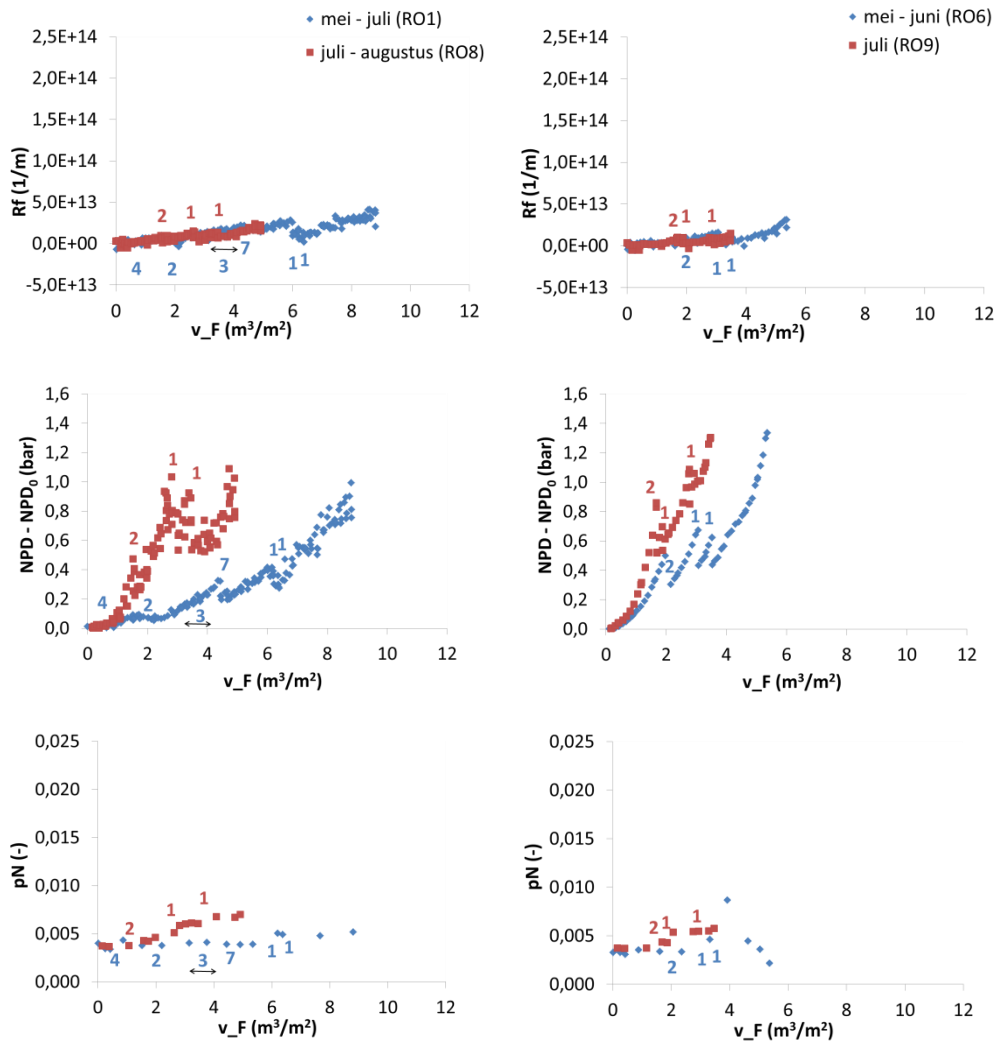 mei - juli (RO1)
juli - augustus (RO8)
2,5E+14
2,0E+14
1,5E+14
1,0E+14
5,0E+13
0,0E+00
-5,0E+13
Rf (1/m)
2 1 1
4 2 3 7 1 1
0 2 4 6 8 10 12
v_F (m³/m²)
mei - juni (RO6)
juli (RO9)
2,5E+14
2,0E+14
1,5E+14
1,0E+14
5,0E+13
0,0E+00
-5,0E+13
Rf (1/m)
2 1 1
2 1 1
0 2 4 6 8 10 12
v_F (m³/m²)
1,6
1,4
1,2
1,0
0,8
0,6
0,4
0,2
0,0
NPD - NPD₀ (bar)
2 1 1
4 2 3 7 1 1
0 2 4 6 8 10 12
v_F (m³/m²)
1,6
1,4
1,2
1,0
0,8
0,6
0,4
0,2
0,0
NPD - NPD₀ (bar)
2 1 1
2 1 1
0 2 4 6 8 10 12
v_F (m³/m²)
0,025
0,020
0,015
0,010
0,005
0,000
pN (-)
2 1 1
4 2 3 7 1 1
0 2 4 6 8 10 12
v_F (m³/m²)
0,025
0,020
0,015
0,010
0,005
0,000
pN (-)
2 1 1
2 1 1
0 2 4 6 8 10 12
v_F (m³/m²)